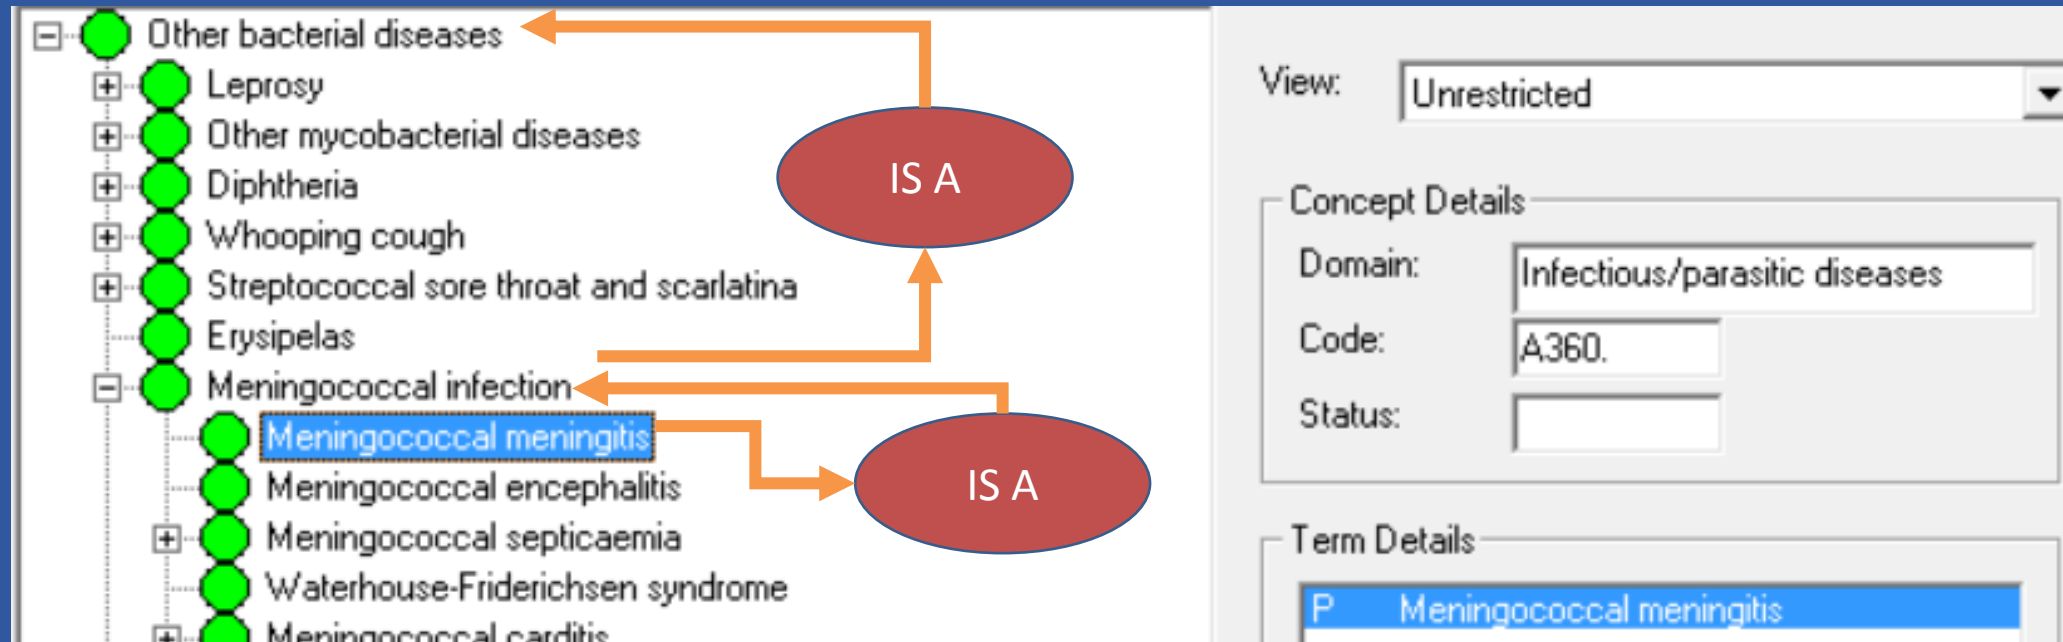 Other bacterial diseases
Leprosy
Other mycobacterial diseases
Diphtheria
Whooping cough
Streptococcal sore throat and scarlatina
Erysipelas
Meningococcal infection
Meningococcal meningitis
Meningococcal encephalitis
Meningococcal septicaemia
Waterhouse-Friderichsen syndrome
Meningococcal carditis
IS A
IS A
View: Unrestricted
Concept Details
Domain: Infectious/parasitic diseases
Code: A360.
Status:
Term Details
P Meningococcal meningitis